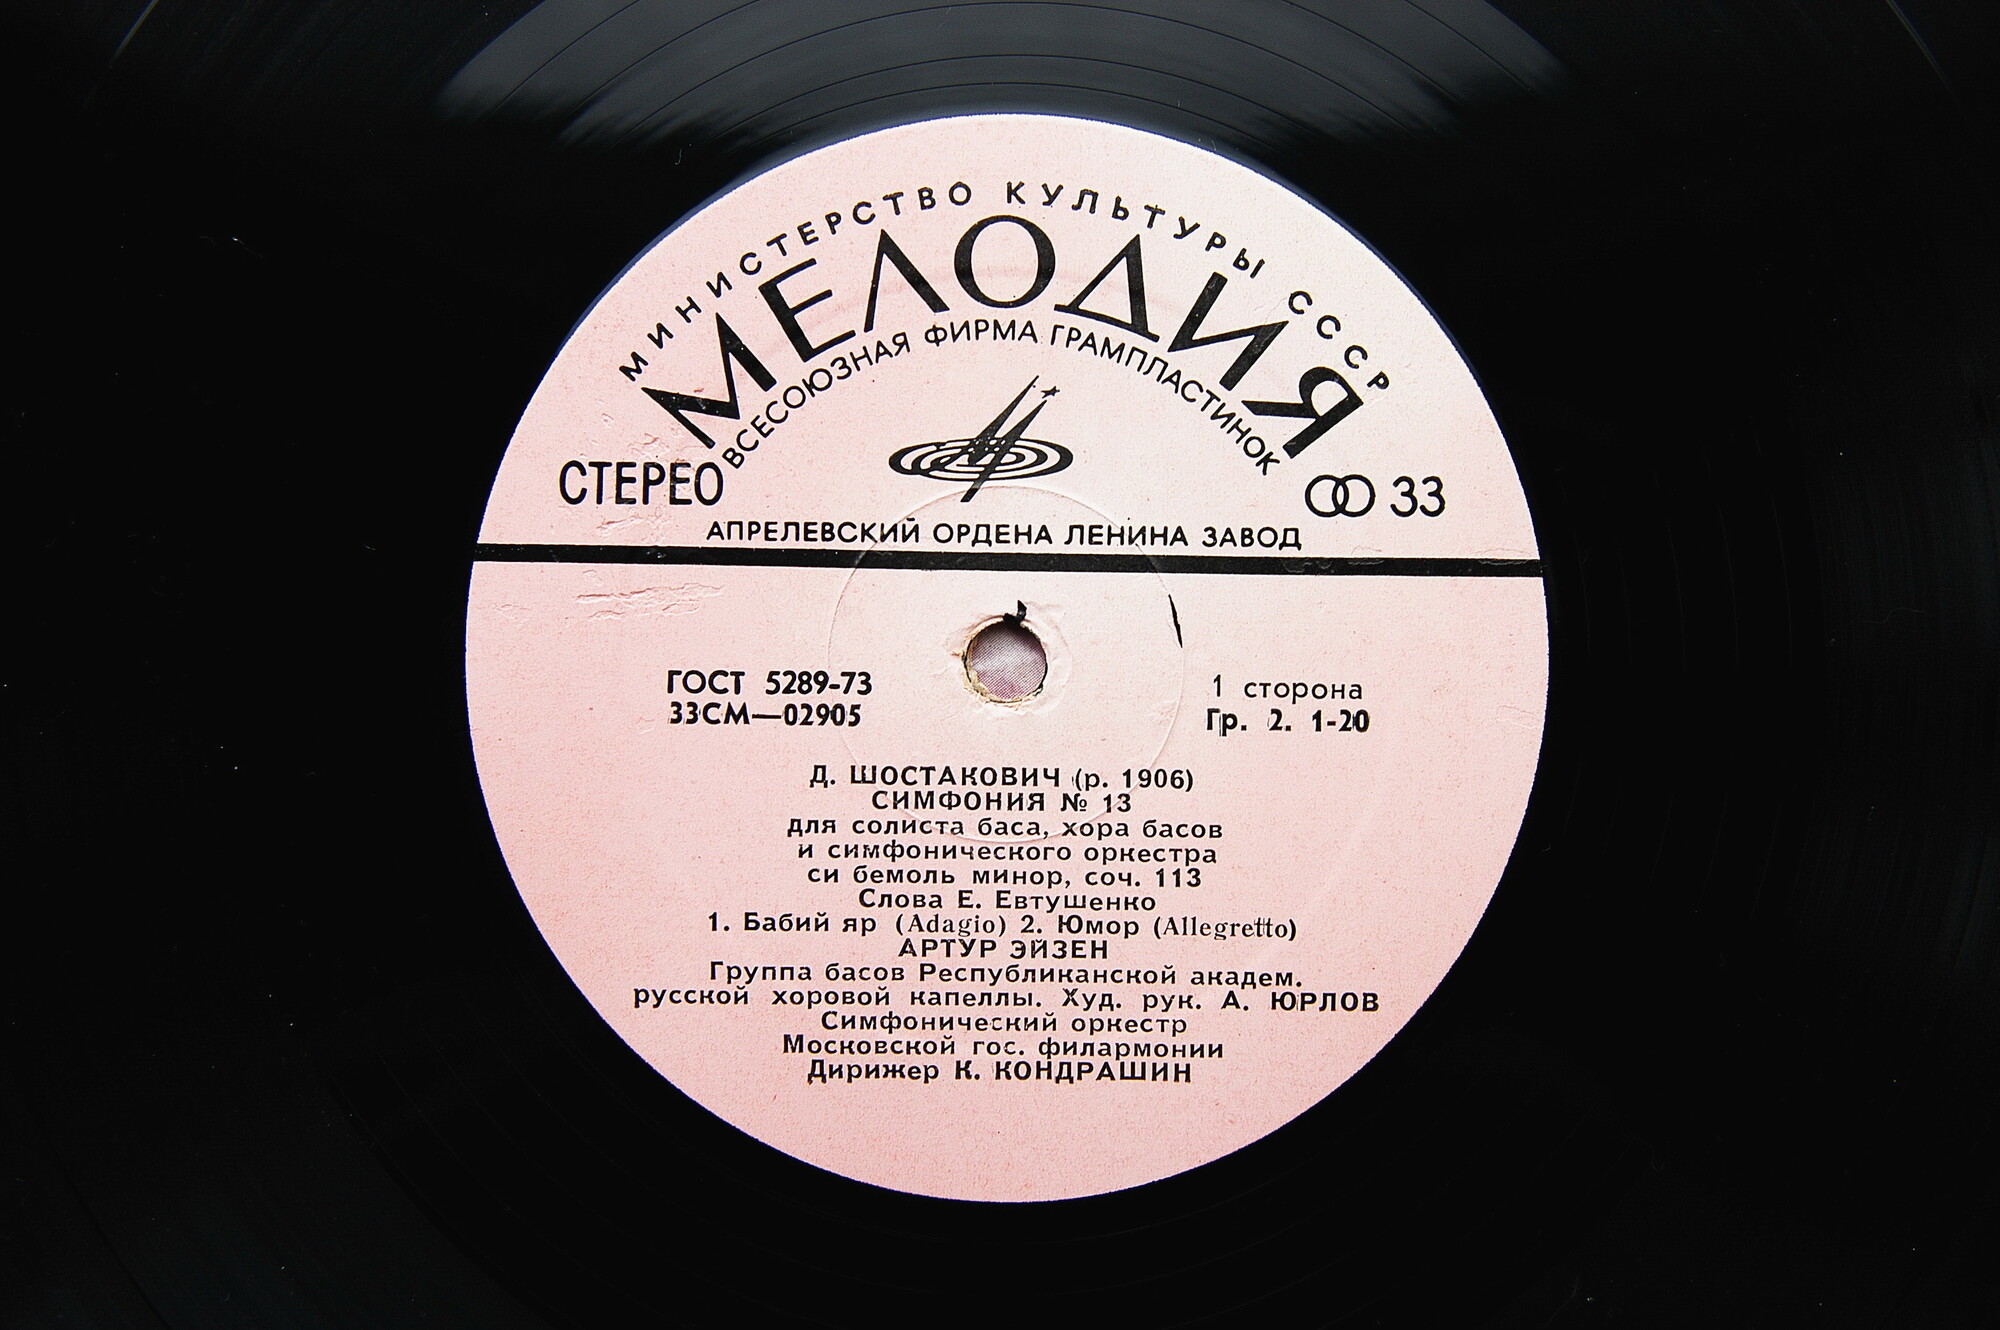 МИНИСТЕРСТВО КУЛЬТУРЫ СССР
МЕЛОДИЯ
ВСЕСОЮЗНАЯ ФИРМА ГРАМПЛАСТИНОК
СТЕРЕО
33
АПРЕЛЕВСКИЙ ОРДЕНА ЛЕНИНА ЗАВОД
ГОСТ 5289-73
33СМ—02905
1 сторона
Гр. 2. 1-20
Д. ШОСТАКОВИЧ (р. 1906)
СИМФОНИЯ № 13
для солиста баса, хора басов
и симфонического оркестра
си бемоль минор, соч. 113
Слова Е. Евтушенко
1. Бабий яр (Adagio) 2. Юмор (Allegretto)
АРТУР ЭЙЗЕН
Группа басов Республиканской академ.
русской хоровой капеллы. Худ. рук. А. ЮРЛОВ
Симфонический оркестр
Московской гос. филармонии
Дирижер К. КОНДРАШИН